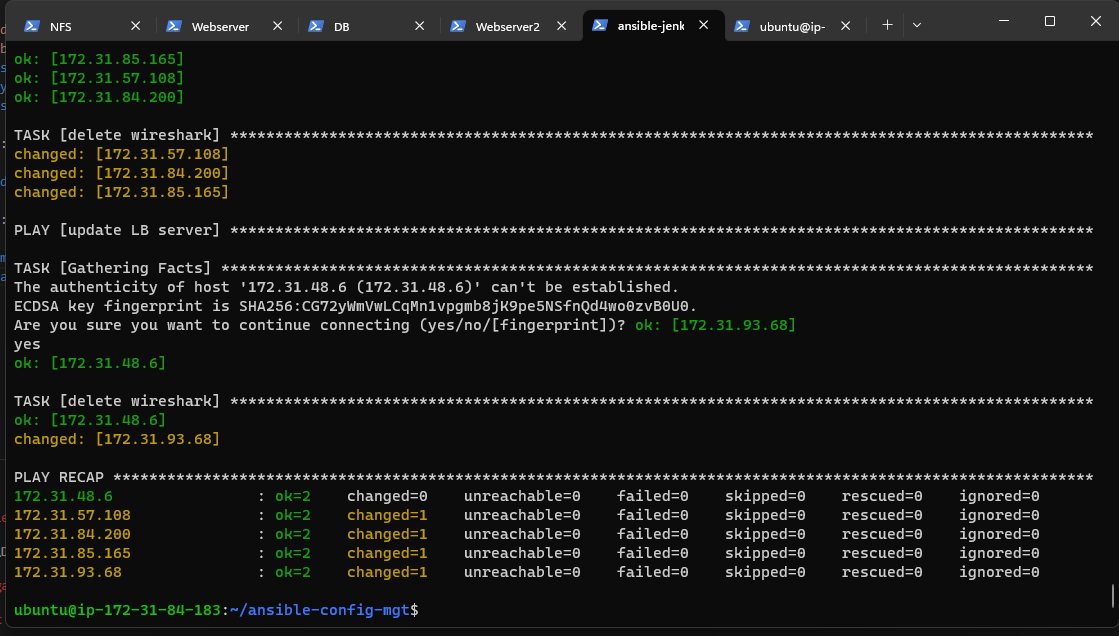 NFS Webserver DB Webserver2 ansible-jenk ubuntu@ip-
ok: [172.31.85.165]
ok: [172.31.57.108]
ok: [172.31.84.200]
TASK [delete wireshark] ************************************************************************************************
changed: [172.31.57.108]
changed: [172.31.84.200]
changed: [172.31.85.165]
PLAY [update LB server] ************************************************************************************************
TASK [Gathering Facts] *************************************************************************************************
The authenticity of host '172.31.48.6 (172.31.48.6)' can't be established.
ECDSA key fingerprint is SHA256:CG72yWmVwLCqMn1vpgmb8jK9pe5NSfnQd4wo0zvB0U0.
Are you sure you want to continue connecting (yes/no/[fingerprint])? ok: [172.31.93.68]
yes
ok: [172.31.48.6]
TASK [delete wireshark] ************************************************************************************************
ok: [172.31.48.6]
changed: [172.31.93.68]
PLAY RECAP *************************************************************************************************************
172.31.48.6 : ok=2 changed=0 unreachable=0 failed=0 skipped=0 rescued=0 ignored=0
172.31.57.108 : ok=2 changed=1 unreachable=0 failed=0 skipped=0 rescued=0 ignored=0
172.31.84.200 : ok=2 changed=1 unreachable=0 failed=0 skipped=0 rescued=0 ignored=0
172.31.85.165 : ok=2 changed=1 unreachable=0 failed=0 skipped=0 rescued=0 ignored=0
172.31.93.68 : ok=2 changed=1 unreachable=0 failed=0 skipped=0 rescued=0 ignored=0
ubuntu@ip-172-31-84-183:~/ansible-config-mgt$